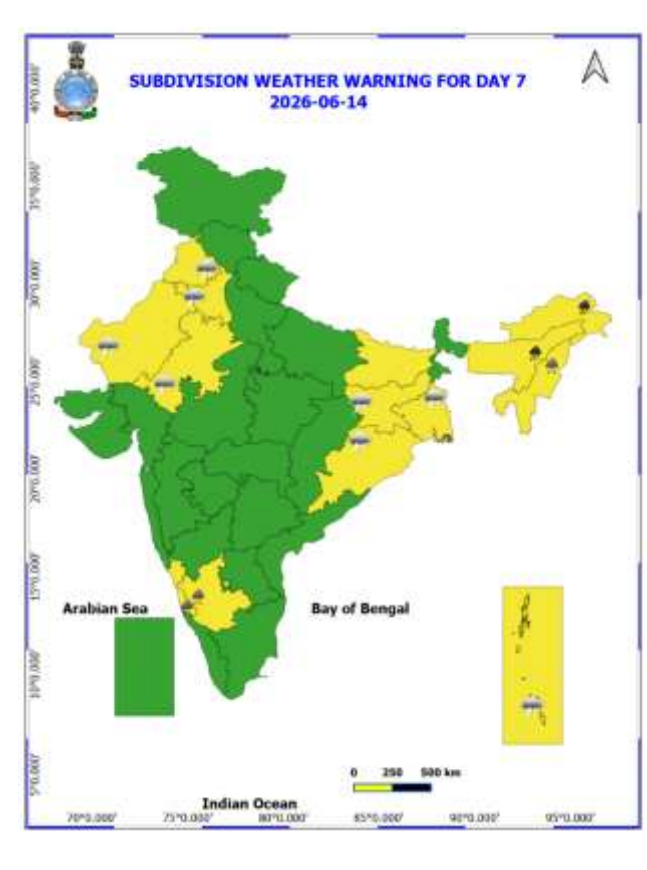 SUBDIVISION WEATHER WARNING FOR DAY 7
2026-06-14
40°0.000'
35°0.000'
30°0.000'
25°0.000'
20°0.000'
15°0.000'
10°0.000'
5°0.000'
Arabian Sea
Bay of Bengal
0 250 500 km
Indian Ocean
70°0.000' 75°0.000' 80°0.000' 85°0.000' 90°0.000' 95°0.000'